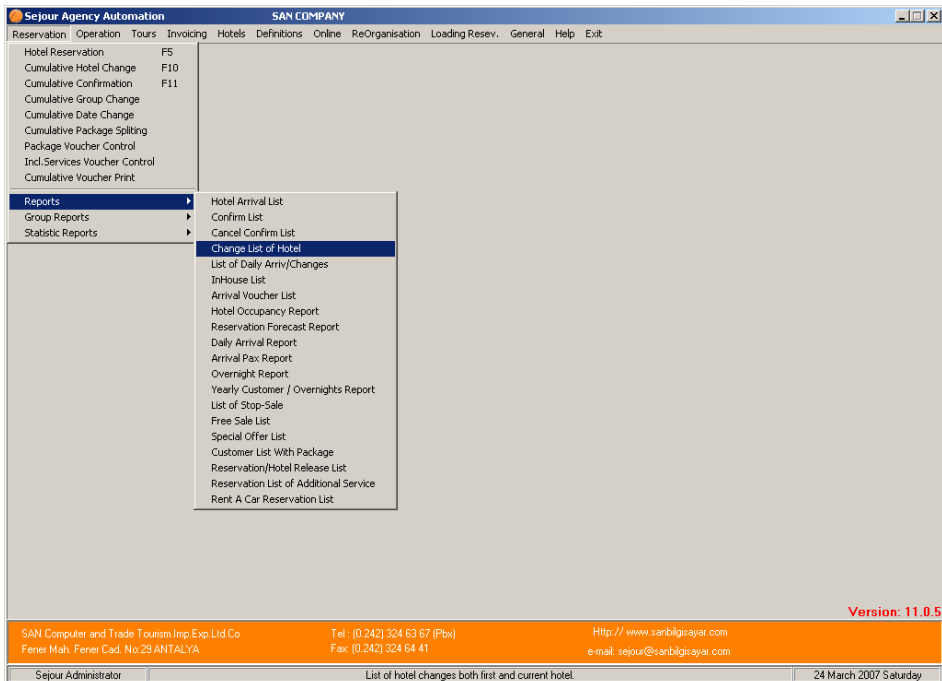 Sejour Agency Automation SAN COMPANY
Reservation Operation Tours Invoicing Hotels Definitions Online ReOrganisation Loading Resev. General Help Exit
Hotel Reservation F5
Cumulative Hotel Change F10
Cumulative Confirmation F11
Cumulative Group Change
Cumulative Date Change
Cumulative Package Spliting
Package Voucher Control
Incl.Services Voucher Control
Cumulative Voucher Print
Reports
Group Reports
Statistic Reports
Hotel Arrival List
Confirm List
Cancel Confirm List
Change List of Hotel
List of Daily Arriv/Changes
InHouse List
Arrival Voucher List
Hotel Occupancy Report
Reservation Forecast Report
Daily Arrival Report
Arrival Pax Report
Overnight Report
Yearly Customer / Overnights Report
List of Stop-Sale
Free Sale List
Special Offer List
Customer List With Package
Reservation/Hotel Release List
Reservation List of Additional Service
Rent A Car Reservation List
Version: 11.0.5
SAN Computer and Trade Tourism.Imp.Exp.Ltd.Co Tel : (0.242) 324 63 67 (Pbx) Http:// www.sanbilgisayar.com
Fener Mah. Fener Cad. No:29 ANTALYA Fax: (0.242) 324 64 41 e-mail: sejour@sanbilgisayar.com
Sejour Administrator List of hotel changes both first and current hotel. 24 March 2007 Saturday